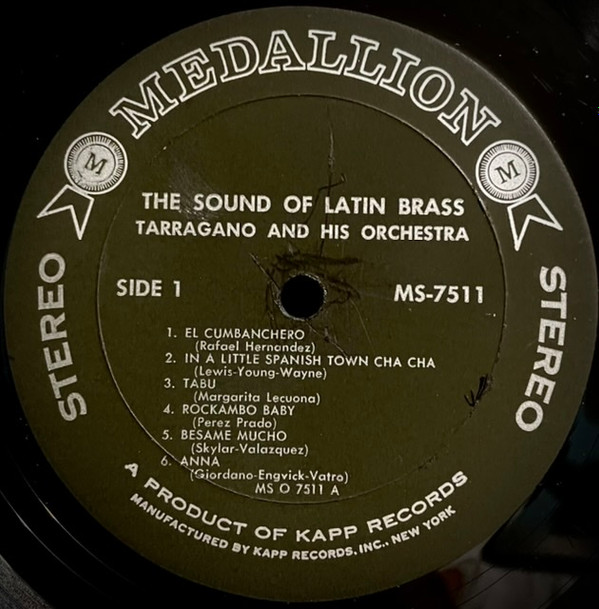 MEDALLION
M
M
THE SOUND OF LATIN BRASS
TARRAGANO AND HIS ORCHESTRA
SIDE 1
MS-7511
STEREO
STEREO
1. EL CUMBANCHERO
(Rafael Hernandez)
2. IN A LITTLE SPANISH TOWN CHA CHA
(Lewis-Young-Wayne)
3. TABU
(Margarita Lecuona)
4. ROCKAMBO BABY
(Perez Prado)
5. BESAME MUCHO
(Skylar-Valazquez)
6. ANNA
(Giordano-Engvick-Vatro)
MS O 7511 A
A PRODUCT OF KAPP RECORDS
MANUFACTURED BY KAPP RECORDS, INC., NEW YORK